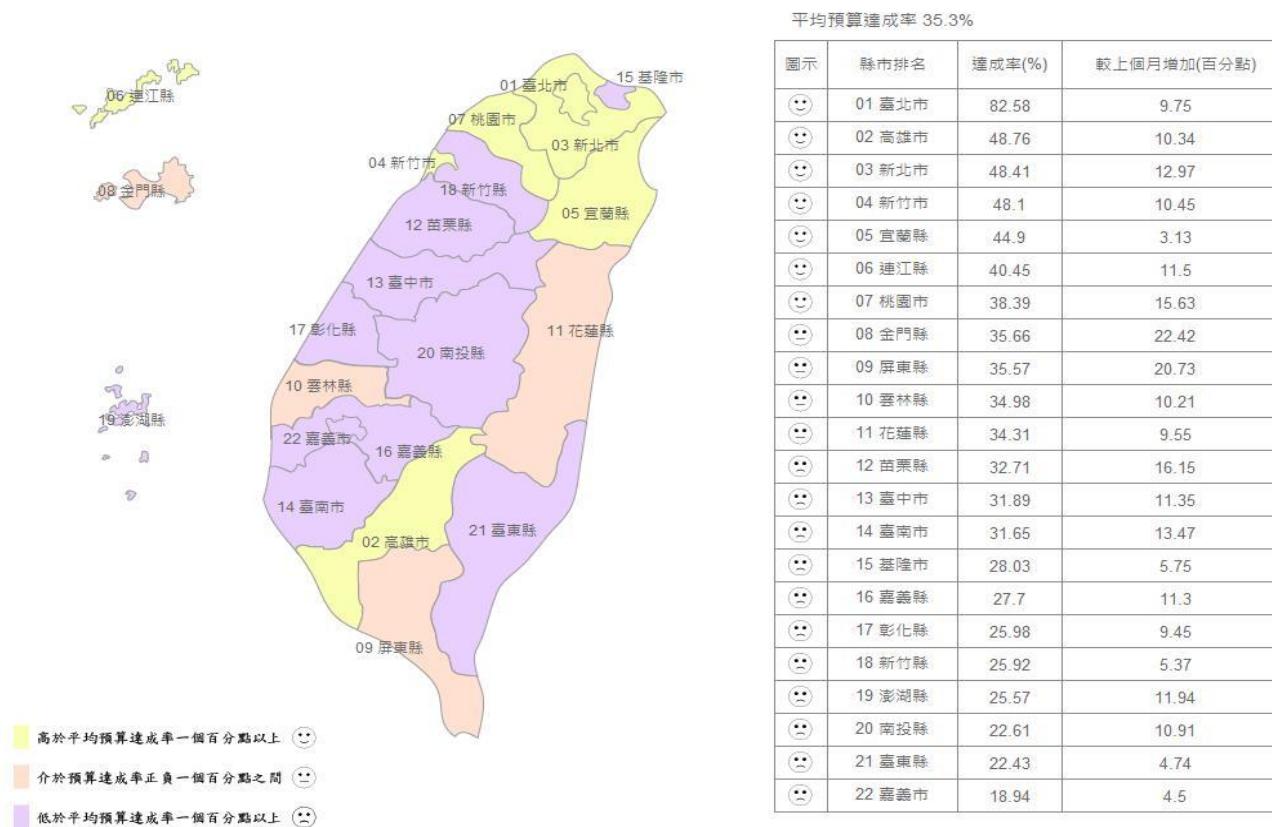 平均預算達成率 35.3%
06 連江縣
08 金門縣
19 澎湖縣
01 臺北市
15 基隆市
07 桃園市
03 新北市
04 新竹市
18 新竹縣
05 宜蘭縣
12 苗栗縣
13 臺中市
17 彰化縣
11 花蓮縣
20 南投縣
10 雲林縣
22 嘉義市
16 嘉義縣
14 臺南市
02 高雄市
21 臺東縣
09 屏東縣
高於平均預算達成率一個百分點以上
介於預算達成率正負一個百分點之間
低於平均預算達成率一個百分點以上
圖示 縣市排名 達成率(%) 較上個月增加(百分點)
01 臺北市 82.58 9.75
02 高雄市 48.76 10.34
03 新北市 48.41 12.97
04 新竹市 48.1 10.45
05 宜蘭縣 44.9 3.13
06 連江縣 40.45 11.5
07 桃園市 38.39 15.63
08 金門縣 35.66 22.42
09 屏東縣 35.57 20.73
10 雲林縣 34.98 10.21
11 花蓮縣 34.31 9.55
12 苗栗縣 32.71 16.15
13 臺中市 31.89 11.35
14 臺南市 31.65 13.47
15 基隆市 28.03 5.75
16 嘉義縣 27.7 11.3
17 彰化縣 25.98 9.45
18 新竹縣 25.92 5.37
19 澎湖縣 25.57 11.94
20 南投縣 22.61 10.91
21 臺東縣 22.43 4.74
22 嘉義市 18.94 4.5